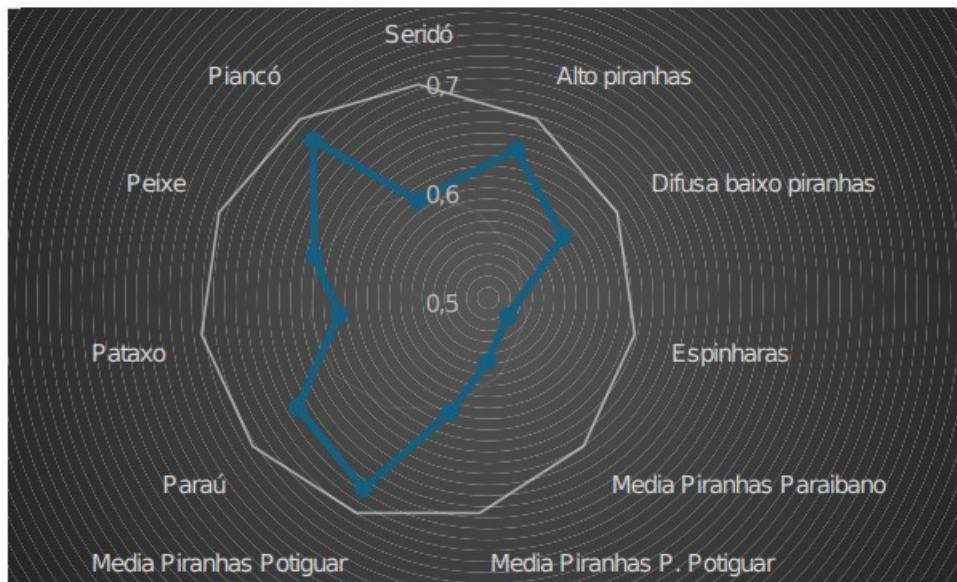 Seridó
Piancó
Alto piranhas
0,7
Peixe
Difusa baixo piranhas
0,6
0,5
Pataxo
Espinharas
Paraú
Media Piranhas Paraibano
Media Piranhas Potiguar
Media Piranhas P. Potiguar